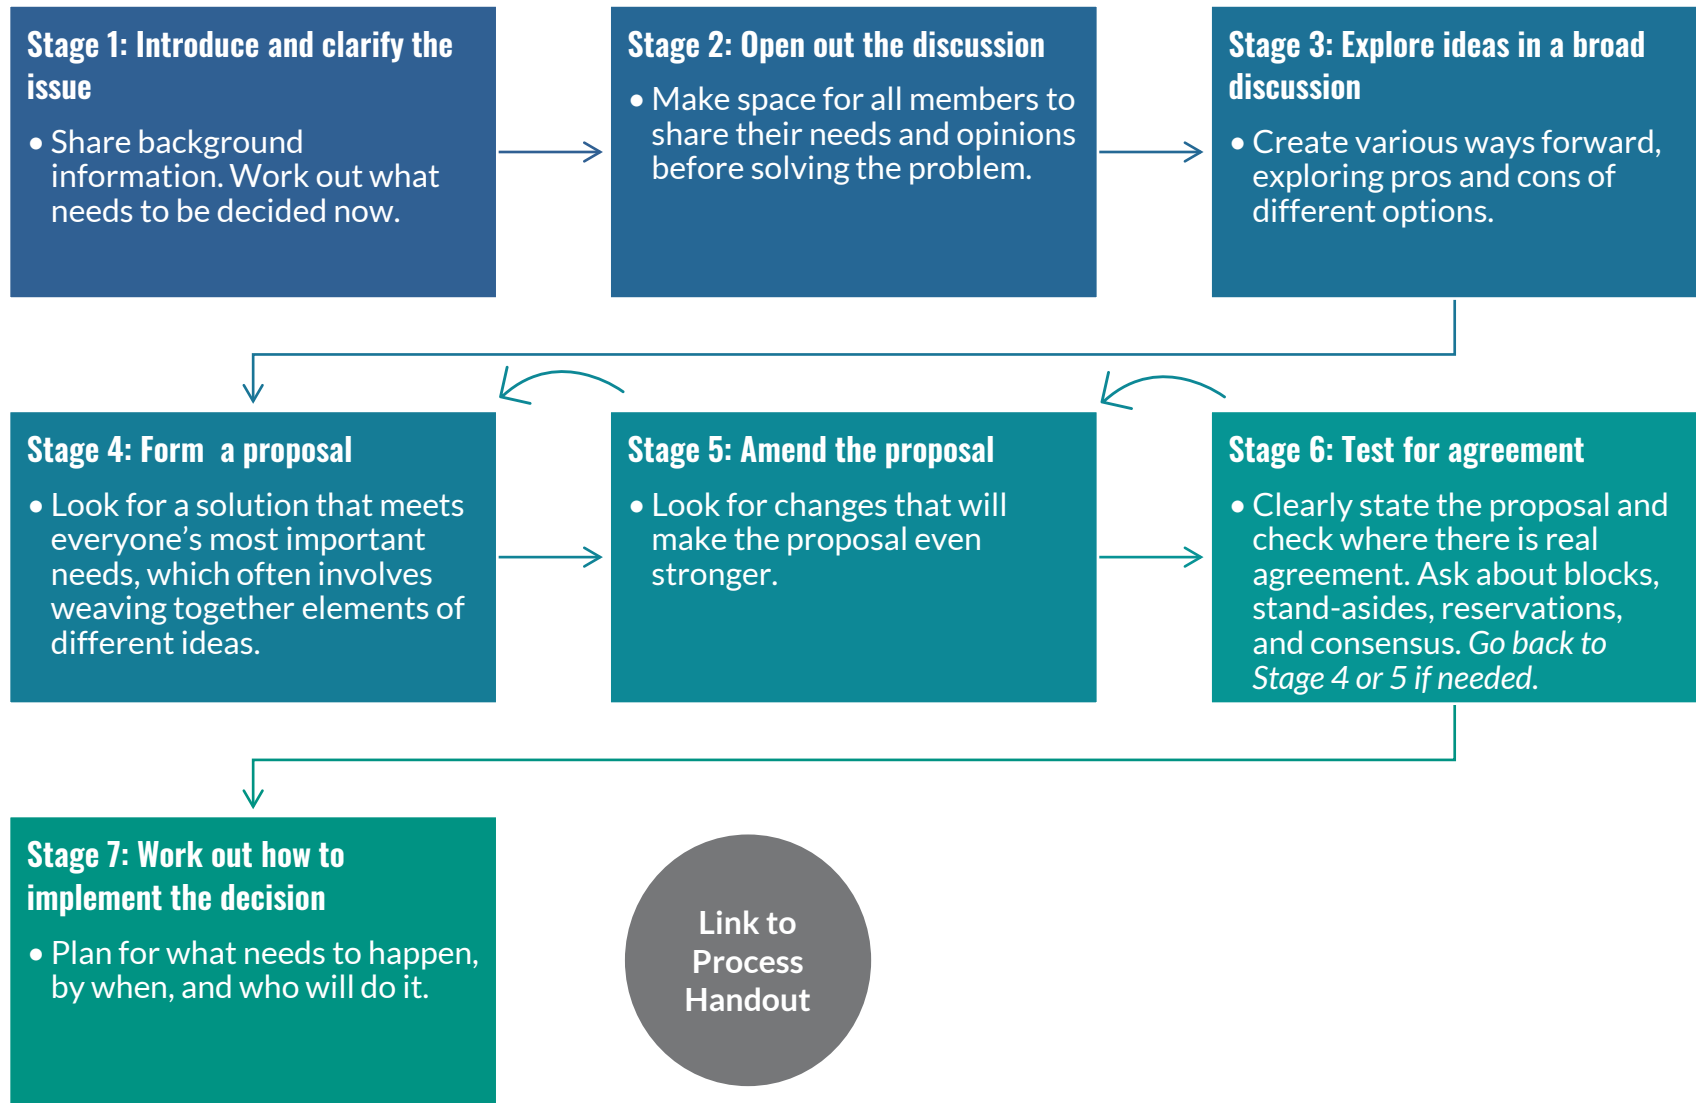 Stage 1: Introduce and clarify the
issue
• Share background
information. Work out what
needs to be decided now.
Stage 2: Open out the discussion
• Make space for all members to
share their needs and opinions
before solving the problem.
Stage 3: Explore ideas in a broad
discussion
• Create various ways forward,
exploring pros and cons of
different options.
Stage 4: Form  a proposal
• Look for a solution that meets
everyone’s most important
needs, which often involves
weaving together elements of
different ideas.
Stage 5: Amend the proposal
• Look for changes that will
make the proposal even
stronger.
Stage 6: Test for agreement
• Clearly state the proposal and
check where there is real
agreement. Ask about blocks,
stand-asides, reservations,
and consensus. Go back to
Stage 4 or 5 if needed.
Stage 7: Work out how to
implement the decision
• Plan for what needs to happen,
by when, and who will do it.
Link to
Process
Handout